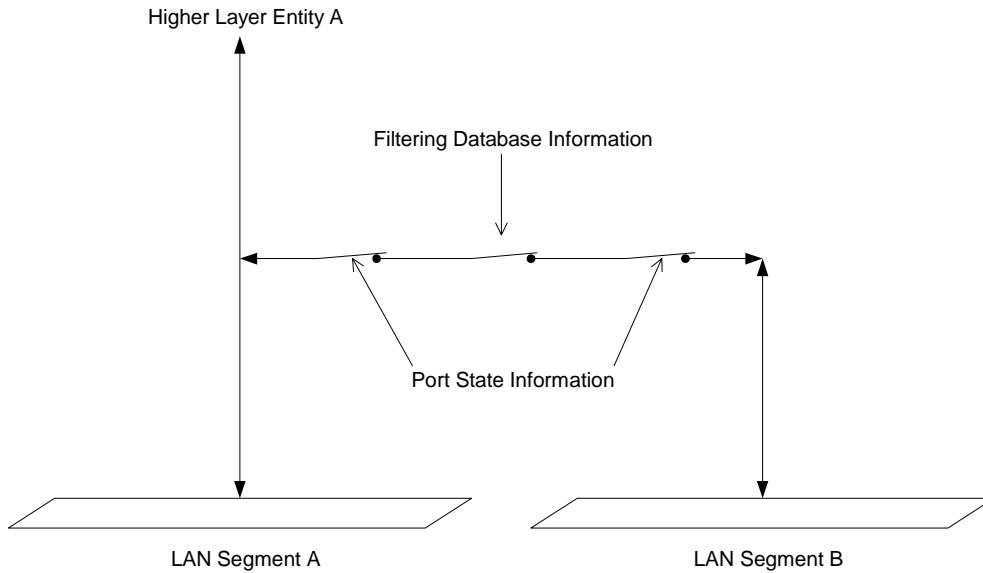 Higher Layer Entity A
Filtering Database Information
Port State Information
LAN Segment A
LAN Segment B